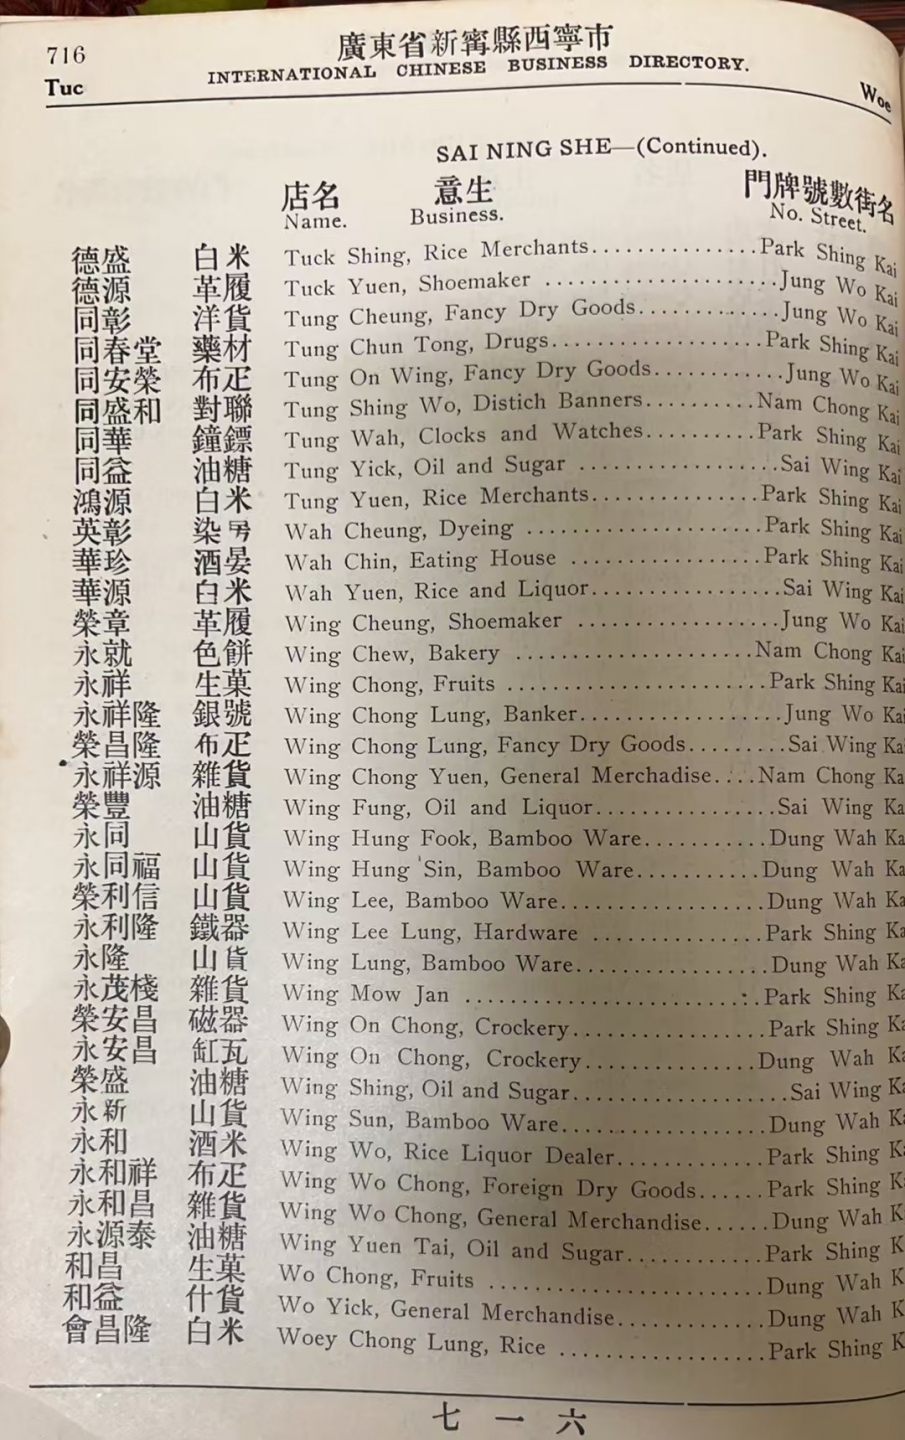 716
廣東省新寗縣西寧市
INTERNATIONAL CHINESE BUSINESS DIRECTORY.
Tuc
Woe
SAI NING SHE—(Continued).
店名 意生 門牌號數街名
Name. Business. No. Street.
德盛 白米 Tuck Shing, Rice Merchants...............Park Shing Kai
德源 革履 Tuck Yuen, Shoemaker .....................Jung Wo Kai
同彰 洋貨 Tung Cheung, Fancy Dry Goods.............Jung Wo Kai
同春堂 藥材 Tung Chun Tong, Drugs...................Park Shing Kai
同安榮 布疋 Tung On Wing, Fancy Dry Goods............Jung Wo Kai
同盛和 對聯 Tung Shing Wo, Distich Banners..........Nam Chong Kai
同華 鐘鏢 Tung Wah, Clocks and Watches..........Park Shing Kai
同益 油糖 Tung Yick, Oil and Sugar ..................Sai Wing Kai
鴻源 白米 Tung Yuen, Rice Merchants...............Park Shing Kai
英彰 染房 Wah Cheung, Dyeing .....................Park Shing Kai
華珍 酒晏 Wah Chin, Eating House .................Park Shing Kai
華源 白米 Wah Yuen, Rice and Liquor.................Sai Wing Kai
榮章 革履 Wing Cheung, Shoemaker ..................Jung Wo Kai
永就 色餅 Wing Chew, Bakery .....................Nam Chong Kai
永祥 生菓 Wing Chong, Fruits .......................Park Shing Kai
永祥隆 銀號 Wing Chong Lung, Banker..................Jung Wo Kai
榮昌隆 布疋 Wing Chong Lung, Fancy Dry Goods.........Sai Wing Ka
永祥源 雜貨 Wing Chong Yuen, General Merchadise....Nam Chong Ka
榮豐 油糖 Wing Fung, Oil and Liquor................Sai Wing Ka
永同 山貨 Wing Hung Fook, Bamboo Ware...........Dung Wah Ka
永同福 山貨 Wing Hung Sin, Bamboo Ware...........Dung Wah Ka
榮利信 山貨 Wing Lee, Bamboo Ware..................Dung Wah Ka
永利隆 鐵器 Wing Lee Lung, Hardware ..............Park Shing Ka
永隆 山貨 Wing Lung, Bamboo Ware.................Dung Wah Ka
永茂棧 雜貨 Wing Mow Jan ..........................Park Shing Ka
榮安昌 磁器 Wing On Chong, Crockery.................Park Shing Ka
永安昌 缸瓦 Wing On Chong, Crockery...............Dung Wah Ka
榮盛 油糖 Wing Shing, Oil and Sugar...................Sai Wing Ka
永新 山貨 Wing Sun, Bamboo Ware..................Dung Wah Ka
永和 酒米 Wing Wo, Rice Liquor Dealer............Park Shing Ka
永和祥 布疋 Wing Wo Chong, Foreign Dry Goods......Park Shing K
永和昌 雜貨 Wing Wo Chong, General Merchandise......Dung Wah K
永源泰 油糖 Wing Yuen Tai, Oil and Sugar............Park Shing K
和昌 生菓 Wo Chong, Fruits ........................Dung Wah K
和益 什貨 Wo Yick, General Merchandise.............Dung Wah K
會昌隆 白米 Woey Chong Lung, Rice .................Park Shing K
七一六